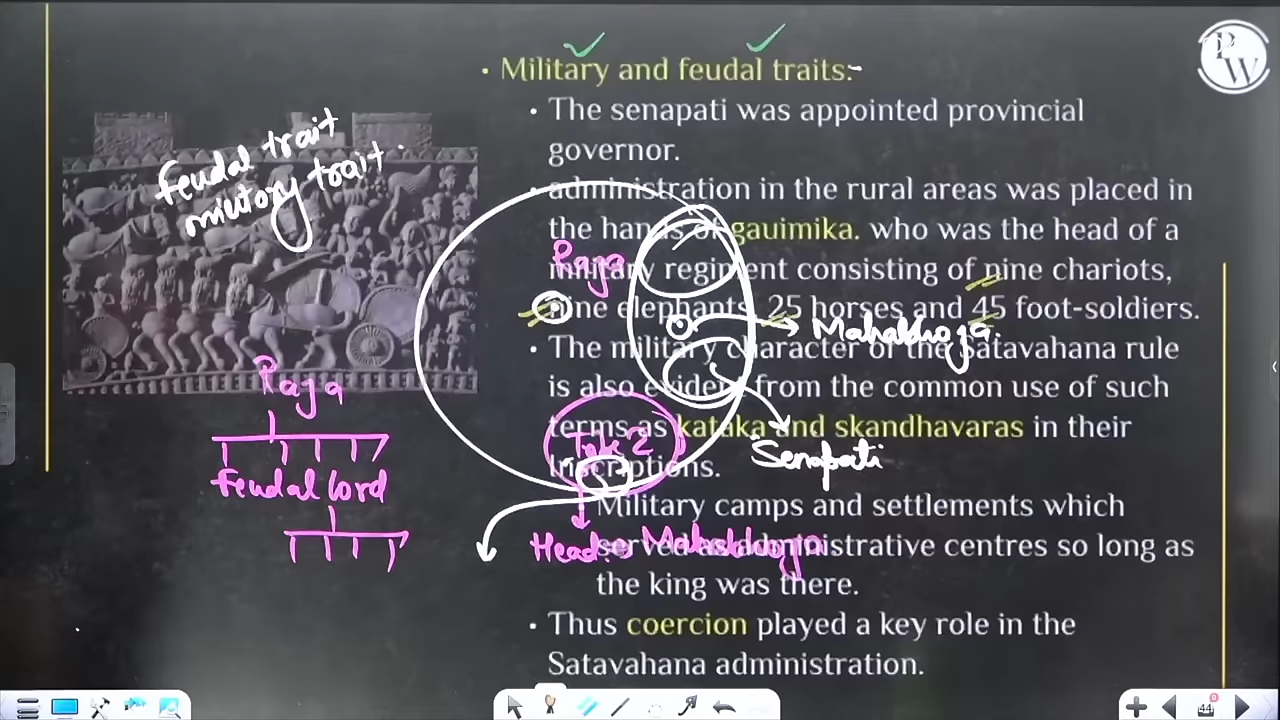 PW
• Military and feudal traits:-
• The senapati was appointed provincial
governor.
• administration in the rural areas was placed in
the hands of gauimika. who was the head of a
military regiment consisting of nine chariots,
nine elephants, 25 horses and 45 foot-soldiers.
• The military character of the Satavahana rule
is also evident from the common use of such
terms as kataka and skandhavaras in their
inscriptions.
Military camps and settlements which
served as administrative centres so long as
the king was there.
• Thus coercion played a key role in the
Satavahana administration.
feudal trait
military trait.
Raja
Feudal lord
Raja
Mahabhoja.
Senapati
Head: Mahabhoja.
44